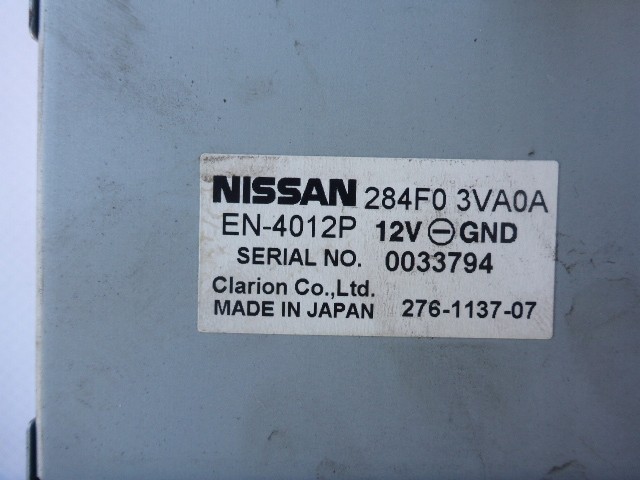 NISSAN 284F0 3VA0A
EN-4012P 12V ⊖ GND
SERIAL NO. 0033794
Clarion Co.,Ltd.
MADE IN JAPAN 276-1137-07